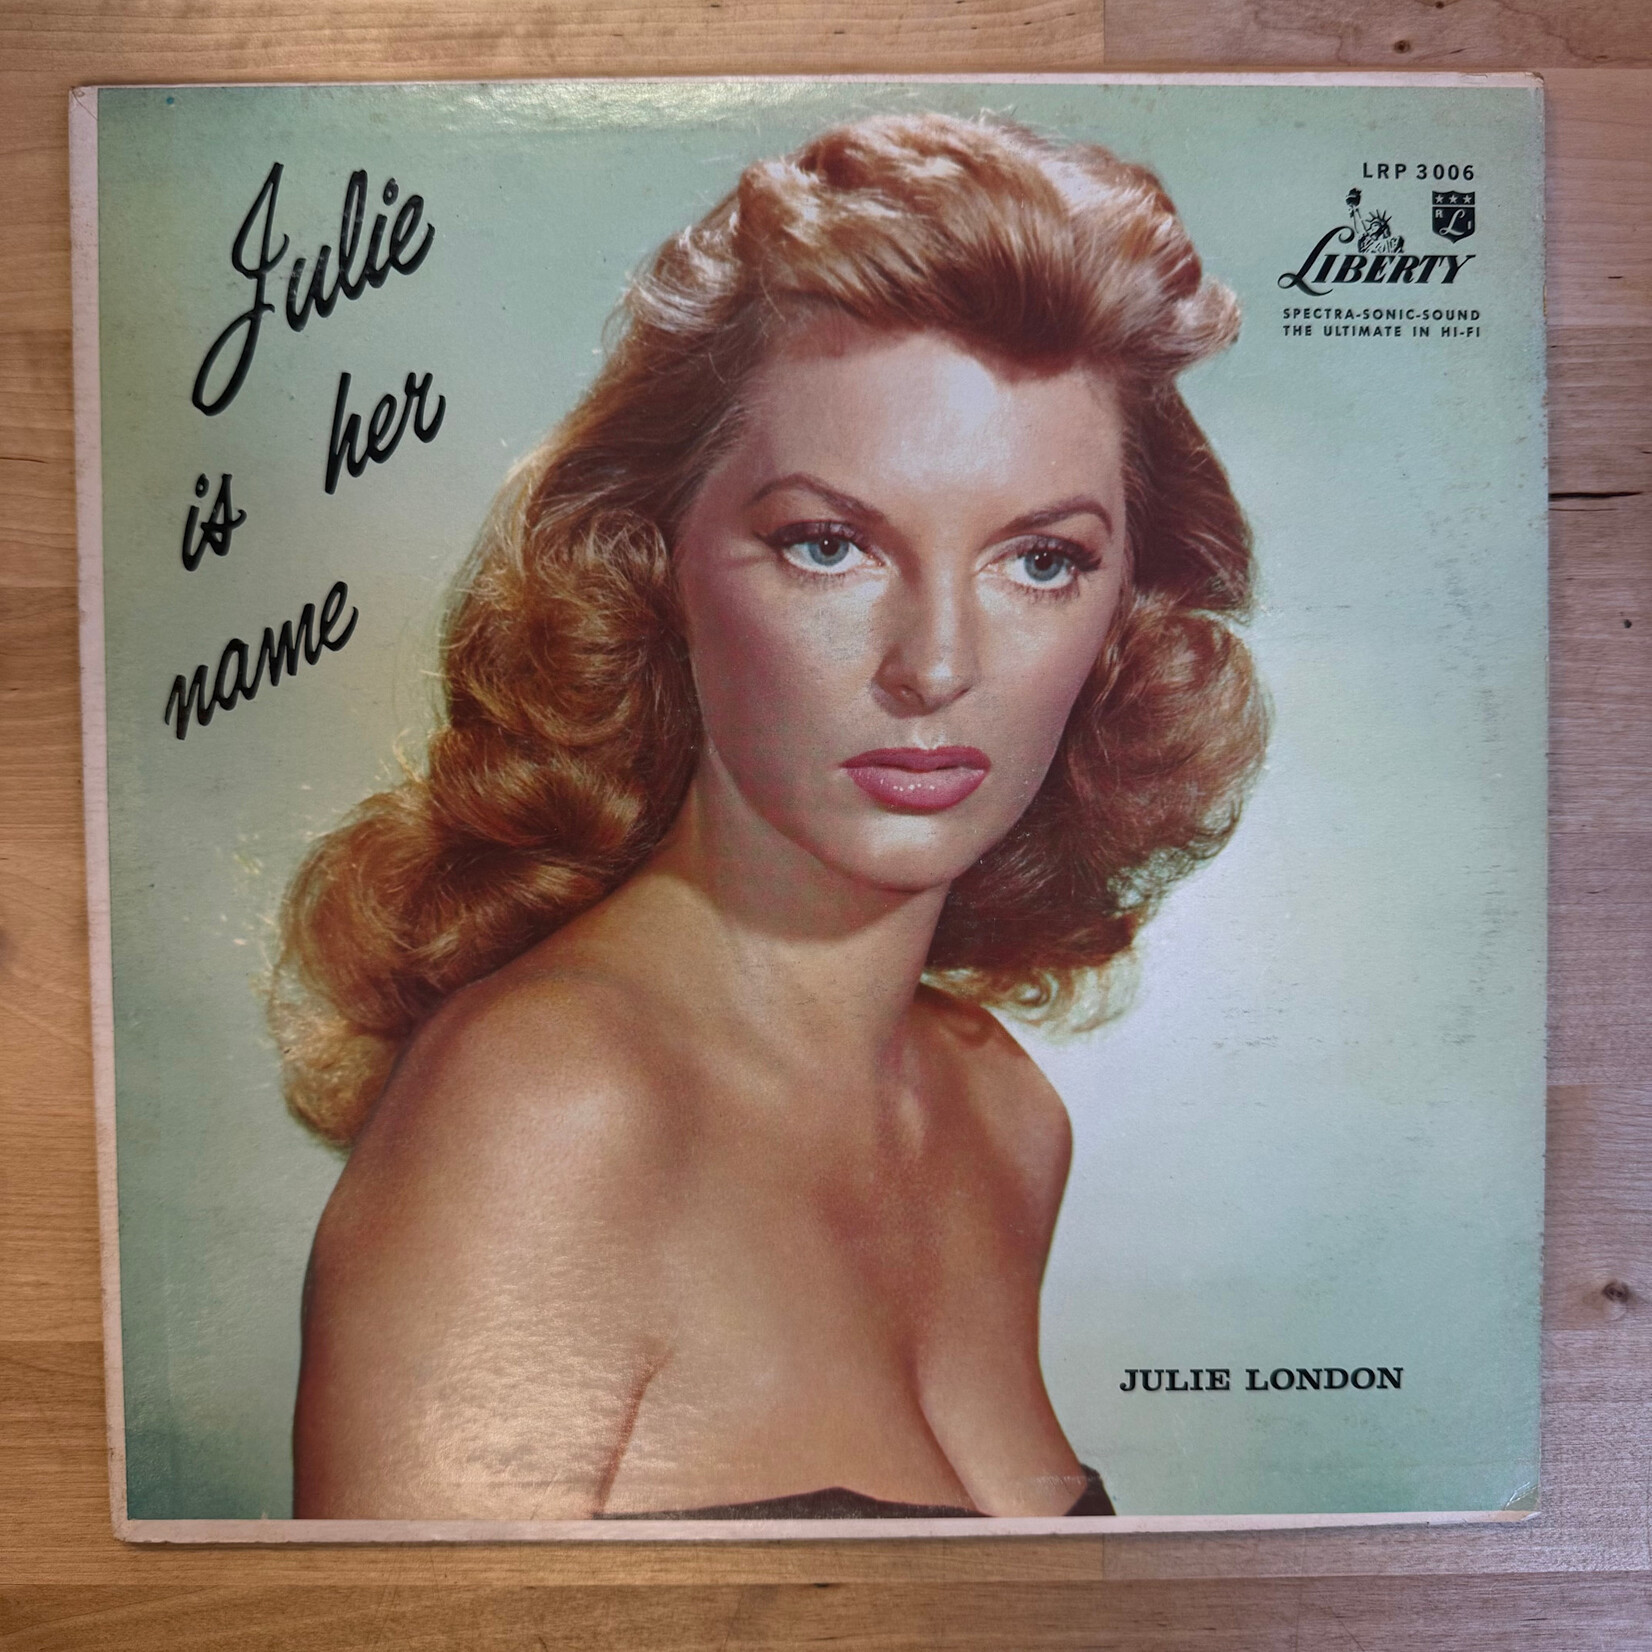 Julie
is her
name
LRP 3006
R L I
LIBERTY
SPECTRA-SONIC-SOUND
THE ULTIMATE IN HI-FI
JULIE LONDON